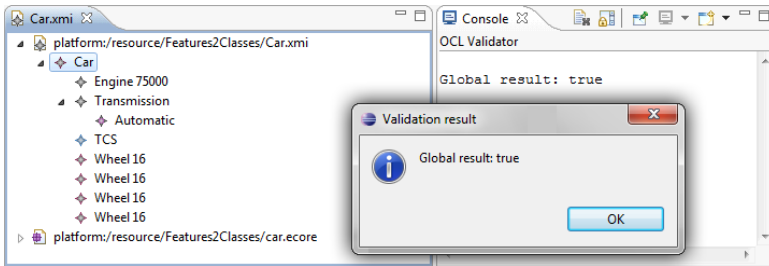 Car.xmi
platform:/resource/Features2Classes/Car.xmi
Car
Engine 75000
Transmission
Automatic
TCS
Wheel 16
Wheel 16
Wheel 16
Wheel 16
platform:/resource/Features2Classes/car.ecore
Console
OCL Validator
Global result: true
Validation result
Global result: true
OK